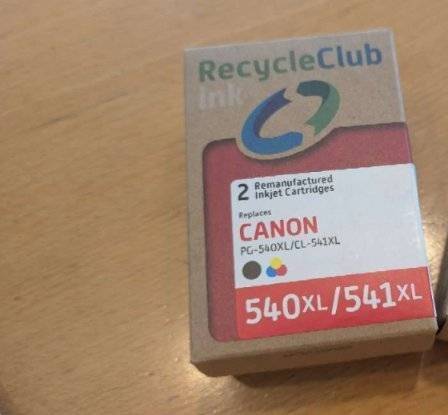 RecycleClub
Ink
2 Remanufactured
Inkjet Cartridges
Replaces
CANON
PG-540XL/CL-541XL
540XL/541XL